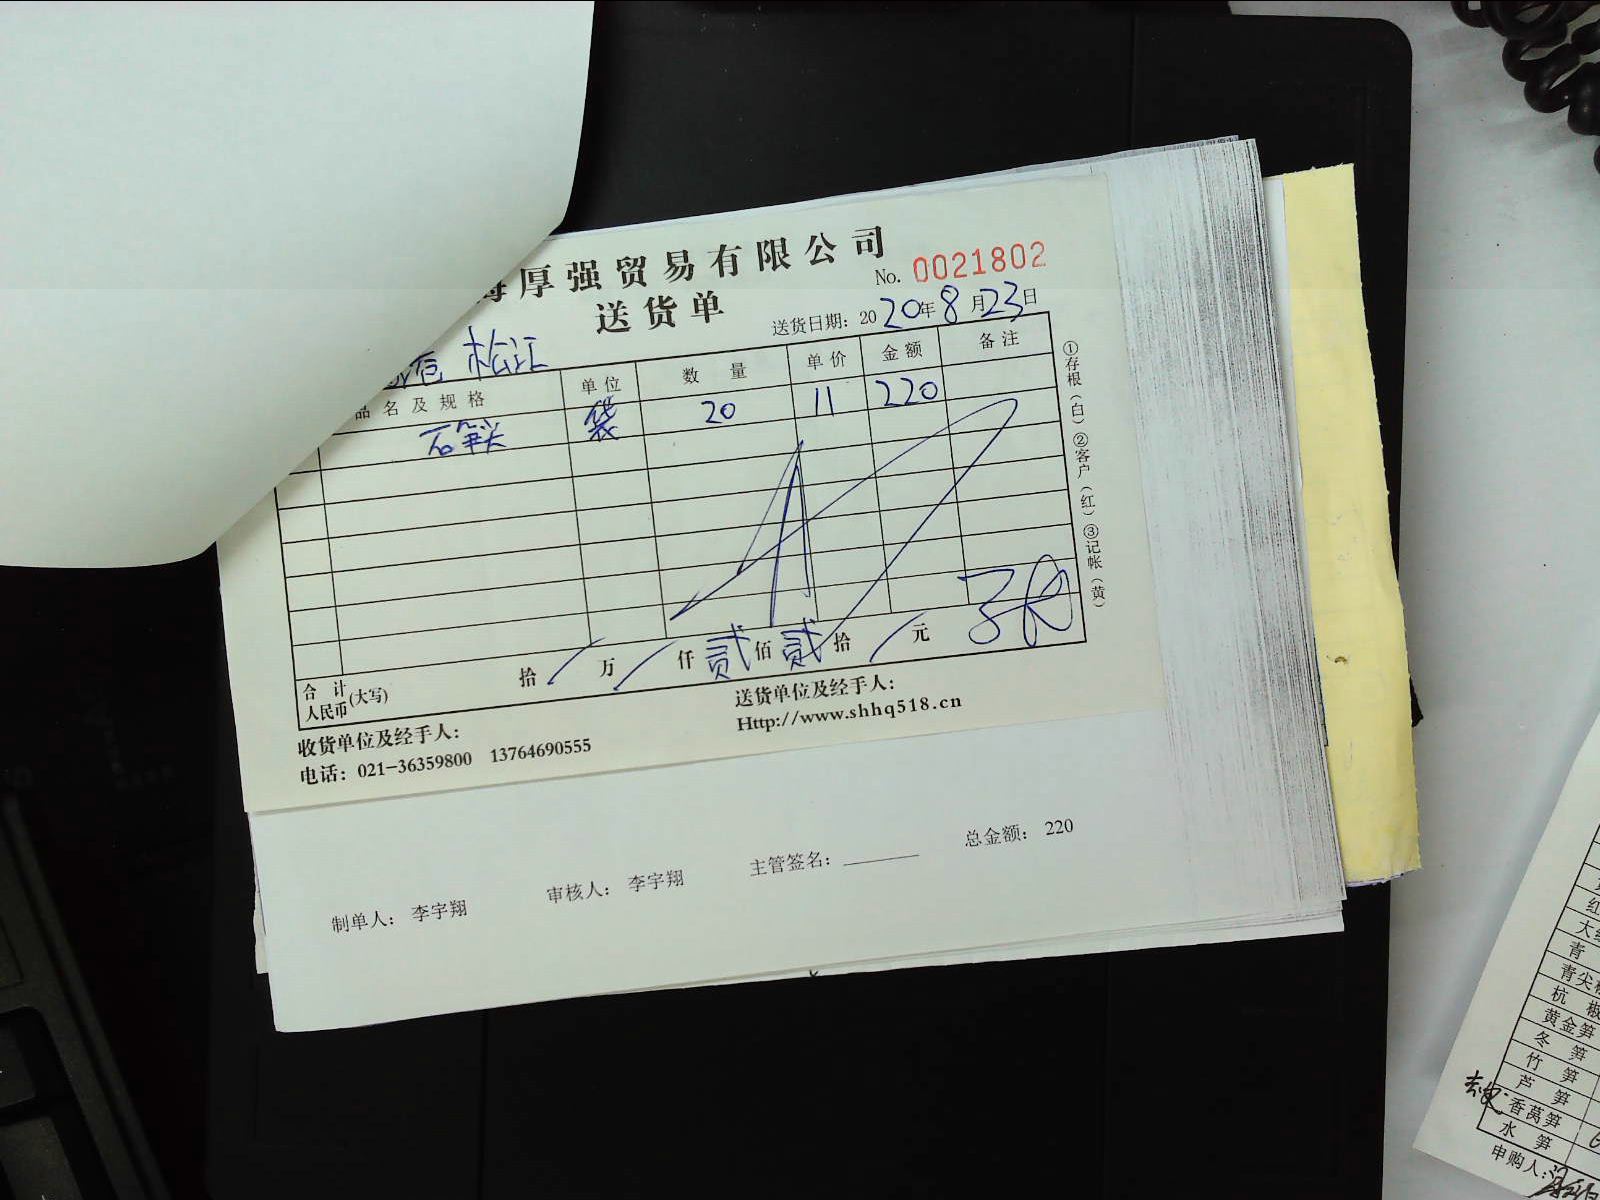 海厚强贸易有限公司
No. 0021802
送货单
送货日期：2020年8月23日
松江
品名及规格 单位 数量 单价 金额 备注
石笋尖 袋 20 11 220
合计人民币(大写) 拾 万 仟 贰 佰 贰 拾 元
①存根(白)②客户(红)③记帐(黄)
收货单位及经手人： 送货单位及经手人：
电话：021-36359800 13764690555 Http://www.shhq518.cn
制单人： 李宇翔 审核人： 李宇翔 主管签名： 总金额： 220
青
青尖椒
杭 椒
黄金笋
冬 笋
竹 笋
芦 笋
香莴笋
水 笋
申购人：